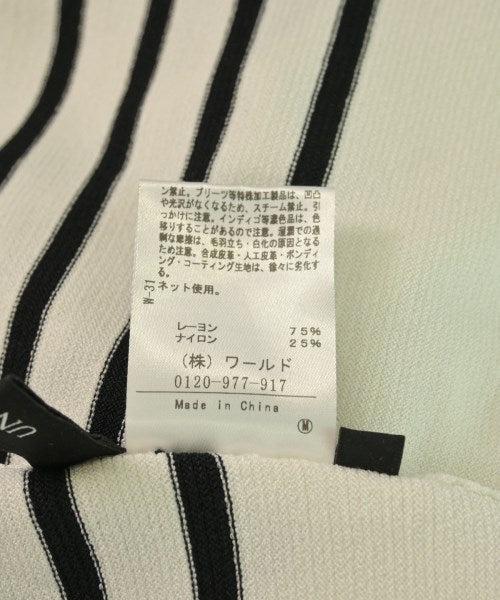 ン禁止。プリーツ等特殊加工製品は、凹凸
や光沢がなくなるため、スチーム禁止。引
っかけに注意。インディゴ等濃色品は、色
移りすることがあるので注意。湿潤での過
剰な摩擦は、毛羽立ち・白化の原因となる
ため注意。合成皮革・人工皮革・ボンディ
ング・コーティング生地は、徐々に劣化す
る。
ネット使用。
W-31
レーヨン 75%
ナイロン 25%
(株) ワールド
0120-977-917
Made in China
M
UN